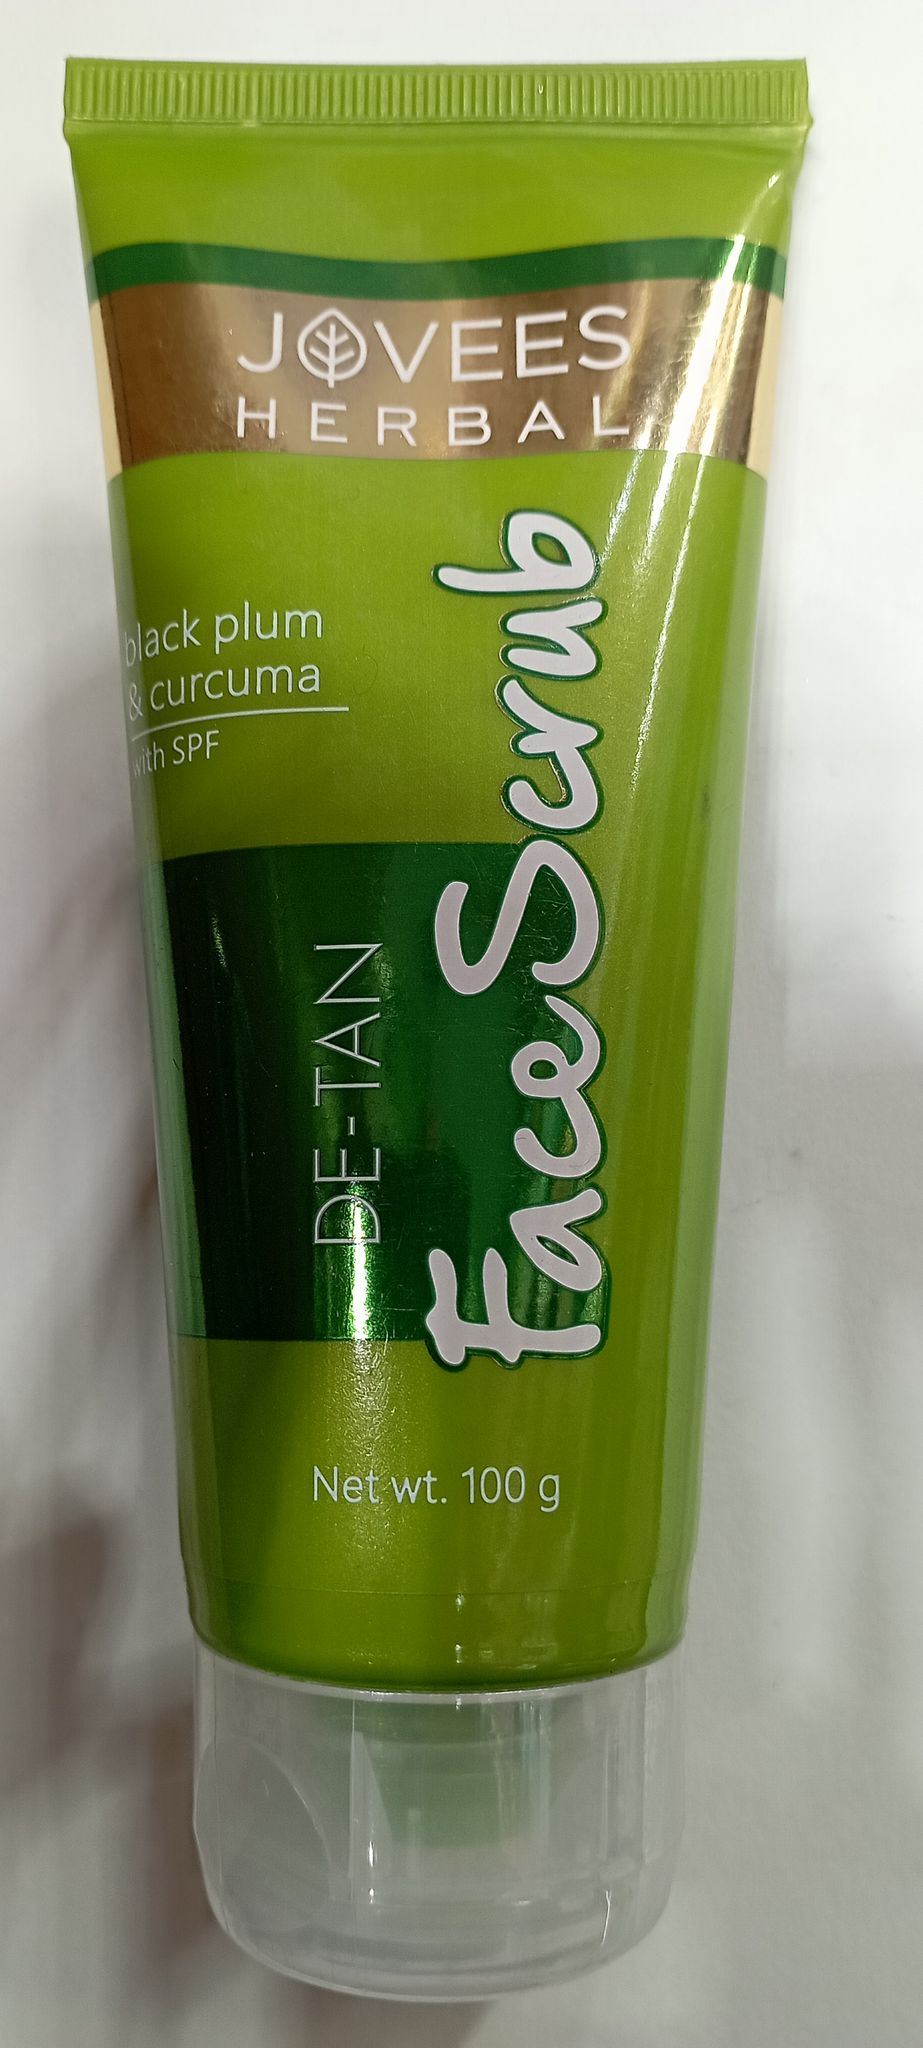 JOVEES
HERBAL
black plum
& curcuma
with SPF
DE-TAN
Face Scrub
Net wt. 100 g